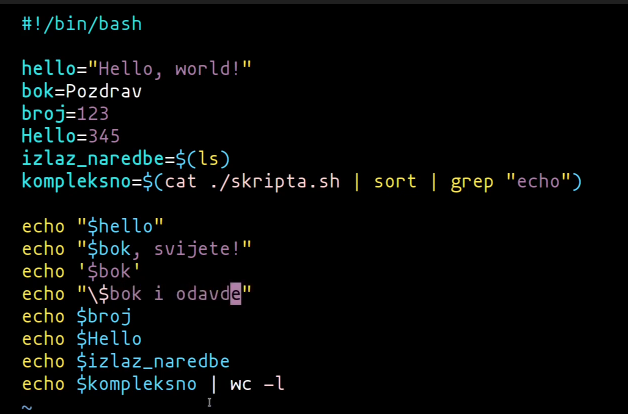 #!/bin/bash
hello="Hello, world!"
bok=Pozdrav
broj=123
Hello=345
izlaz_naredbe=$(ls)
kompleksno=$(cat ./skripta.sh | sort | grep "echo")
echo "$hello"
echo "$bok, svijete!"
echo '$bok'
echo "\$bok i odavde"
echo $broj
echo $Hello
echo $izlaz_naredbe
echo $kompleksno | wc -l
~